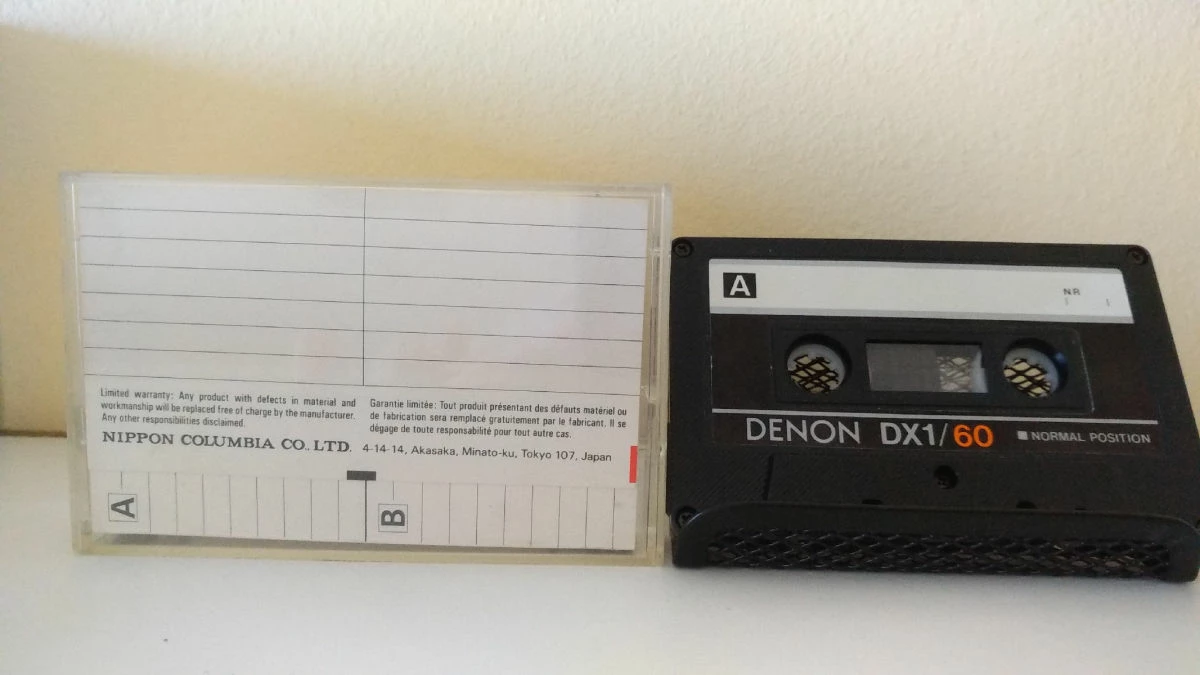 Limited warranty: Any product with defects in material and
workmanship will be replaced free of charge by the manufacturer.
Any other responsibilities disclaimed.
Garantie limitée: Tout produit présentant des défauts matériel ou
de fabrication sera remplacé gratuitement par le fabricant. Il se
dégage de toute responsabilité pour tout autre cas.
NIPPON COLUMBIA CO., LTD. 4-14-14, Akasaka, Minato-ku, Tokyo 107, Japan
A
B
A
NR
DENON DX1/60 ■ NORMAL POSITION